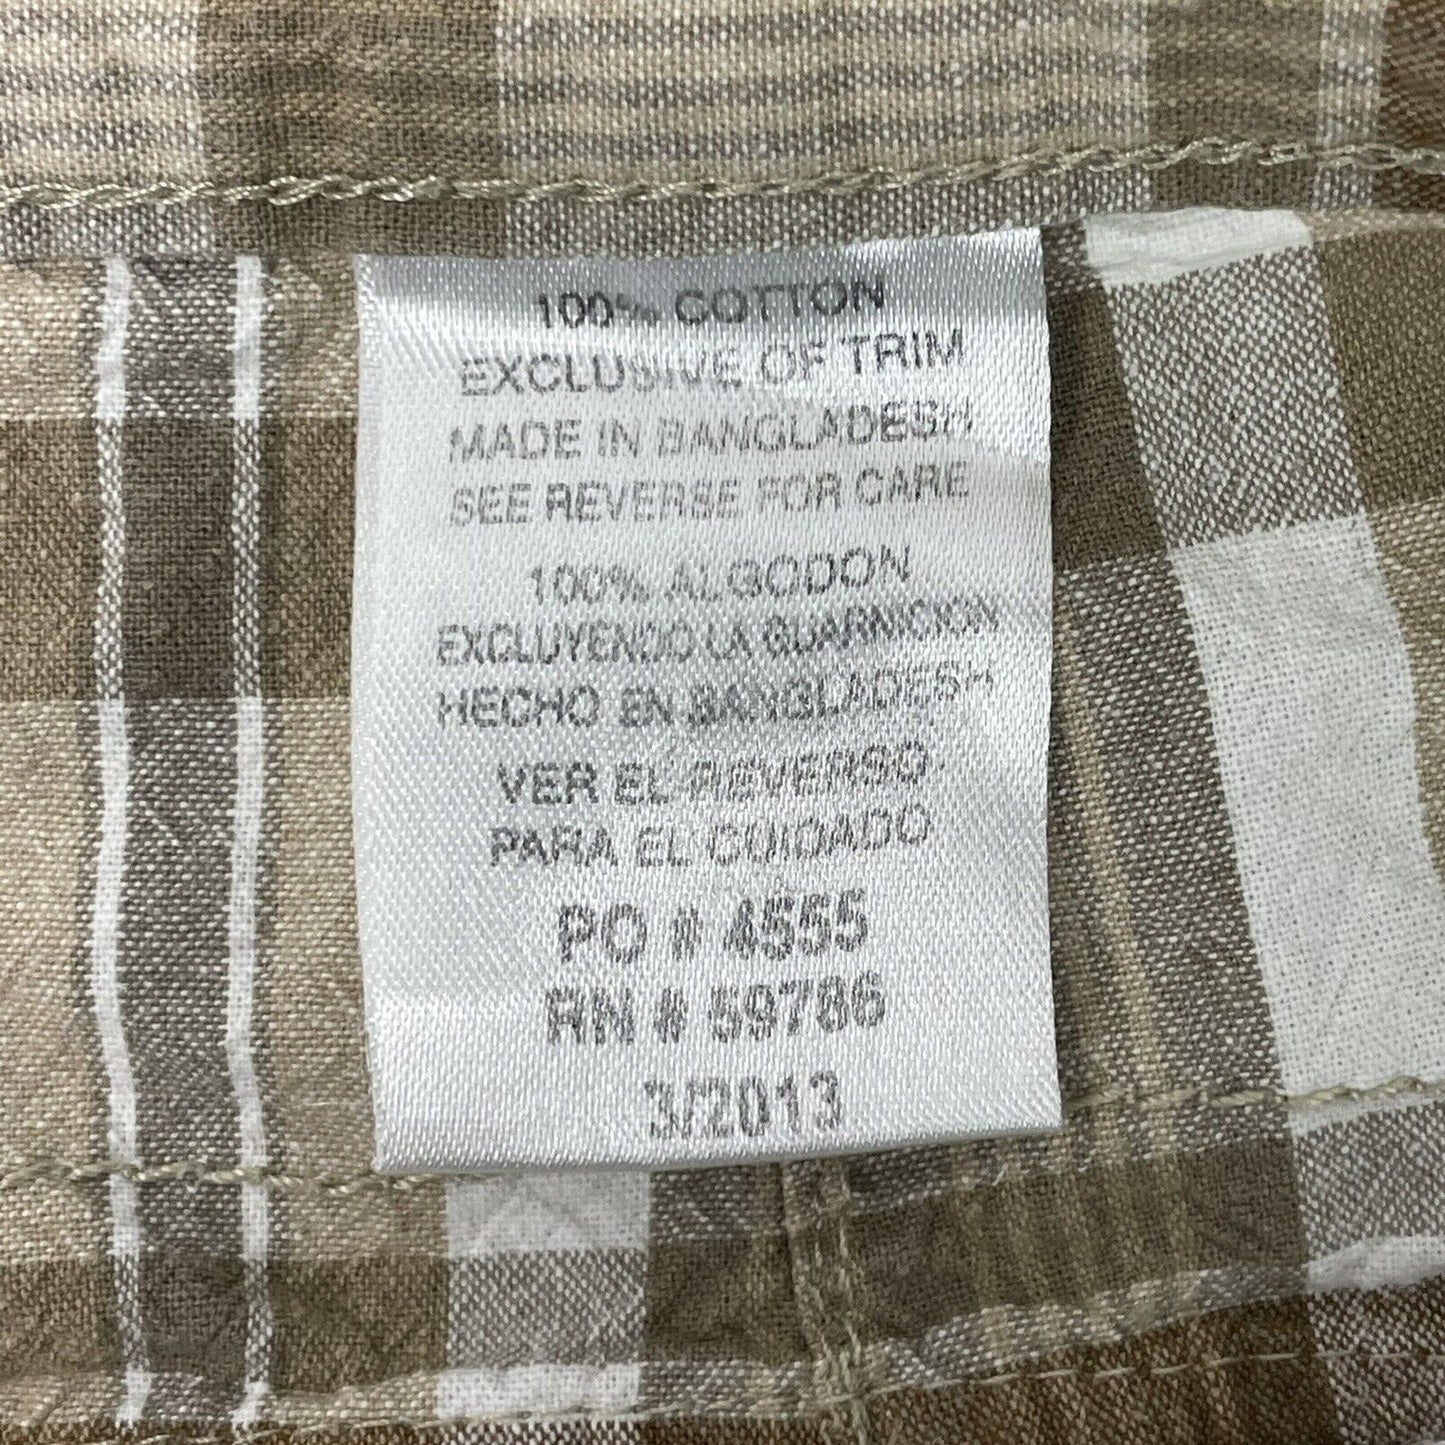 100% COTTON
EXCLUSIVE OF TRIM
MADE IN BANGLADESH
SEE REVERSE FOR CARE
100% ALGODON
EXCLUYENDO LA GUARNICION
HECHO EN BANGLADESH
VER EL REVERSO
PARA EL CUIDADO
PO # 4555
RN # 59786
3/2013